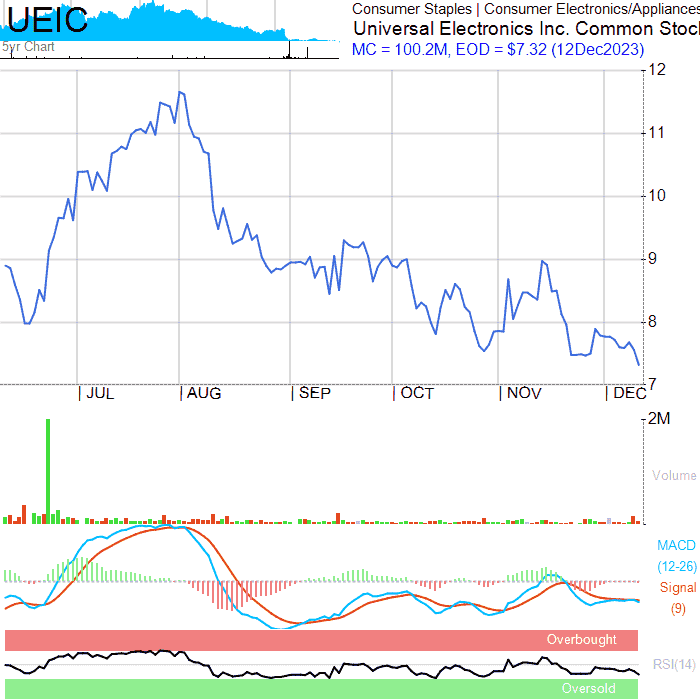 UEIC
5yr Chart
Consumer Staples | Consumer Electronics/Appliances
Universal Electronics Inc. Common Stoc
MC = 100.2M, EOD = $7.32 (12Dec2023)
12
11
10
9
8
7
| JUL | AUG | SEP | OCT | NOV | DEC
2M
Volume
MACD
(12-26)
Signal
(9)
Overbought
RSI(14)
Oversold